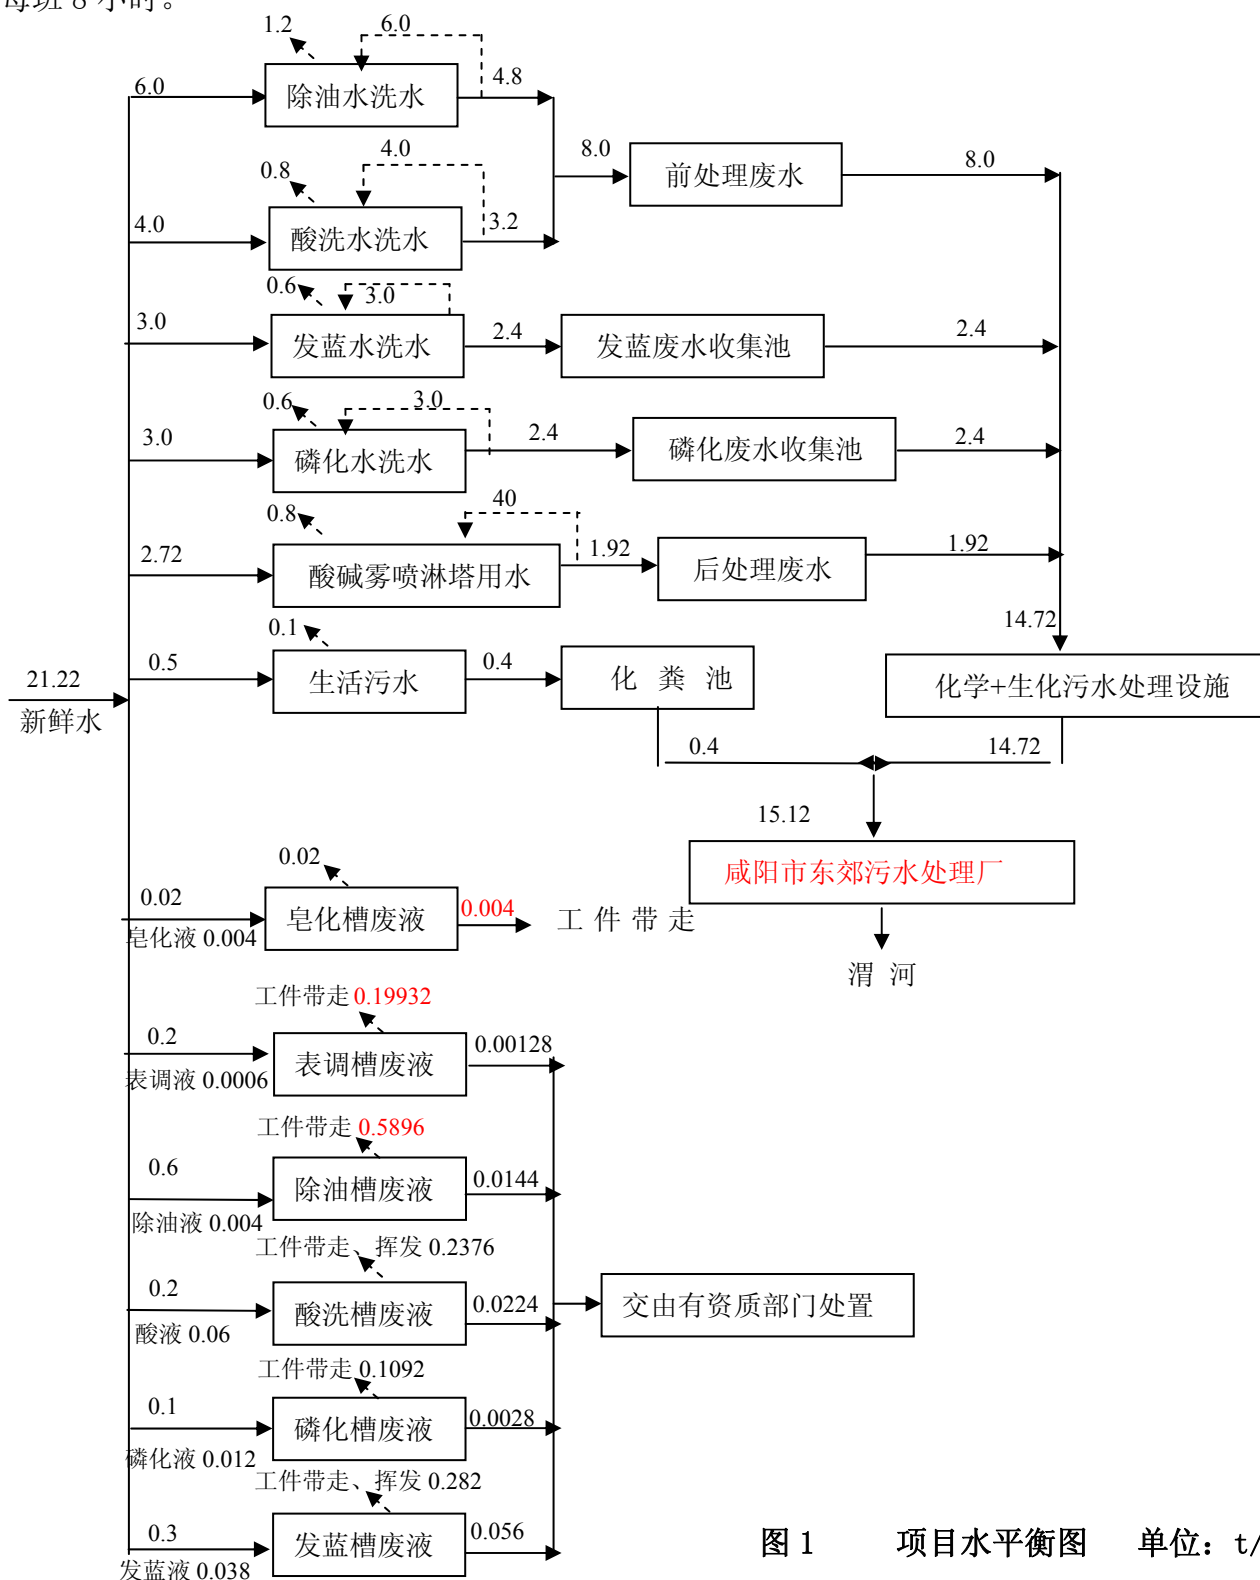 每班 8 小时。
1.2
6.0
6.0
除油水洗水
4.8
0.8
4.0
8.0
前处理废水
8.0
4.0
酸洗水洗水
3.2
0.6
3.0
3.0
发蓝水洗水
2.4
发蓝废水收集池
2.4
0.6
3.0
3.0
磷化水洗水
2.4
磷化废水收集池
2.4
0.8
40
2.72
酸碱雾喷淋塔用水
1.92
后处理废水
1.92
0.1
14.72
21.22
新鲜水
0.5
生活污水
0.4
化 粪 池
化学+生化污水处理设施
0.4
14.72
15.12
咸阳市东郊污水处理厂
渭 河
0.02
0.02
皂化液 0.004
皂化槽废液
0.004
工 件 带 走
工件带走 0.19932
0.2
表调液 0.0006
表调槽废液
0.00128
工件带走 0.5896
0.6
除油液 0.004
除油槽废液
0.0144
工件带走、挥发 0.2376
0.2
酸液 0.06
酸洗槽废液
0.0224
交由有资质部门处置
工件带走 0.1092
0.1
磷化液 0.012
磷化槽废液
0.0028
工件带走、挥发 0.282
0.3
发蓝液 0.038
发蓝槽废液
0.056
图 1 项目水平衡图 单位：t/